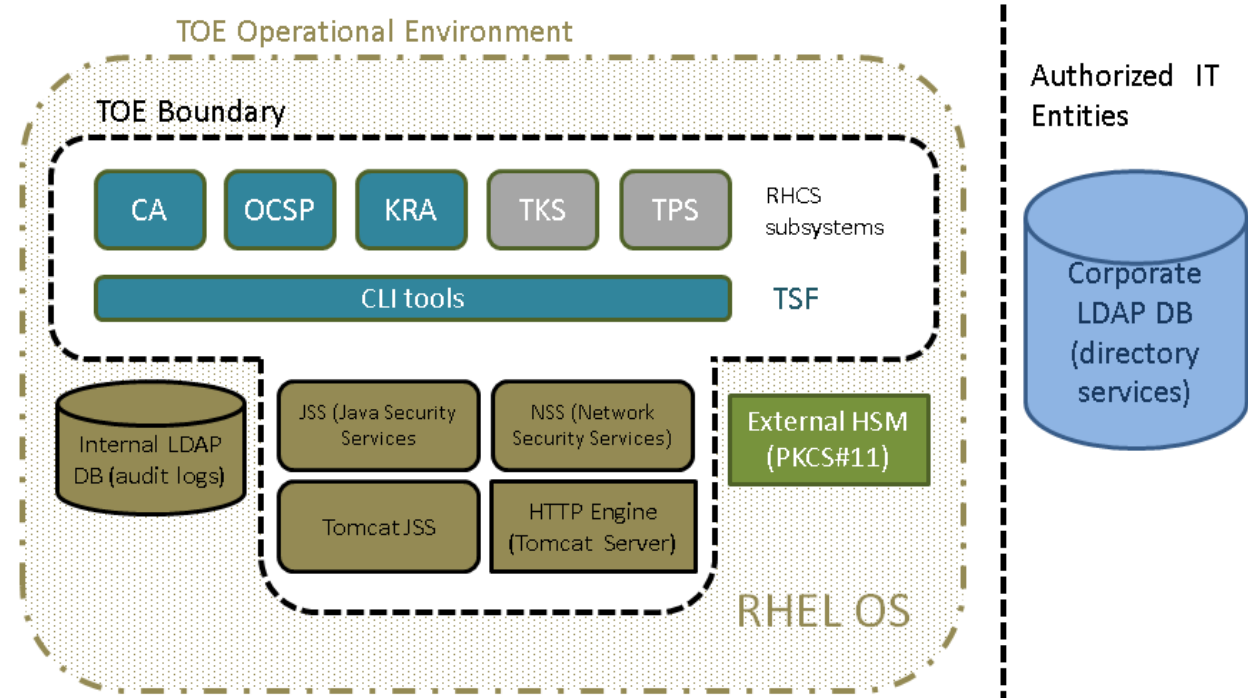 TOE Operational Environment
TOE Boundary
CA
OCSP
KRA
TKS
TPS
RHCS
subsystems
CLI tools
TSF
Internal LDAP
DB (audit logs)
JSS (Java Security
Services
NSS (Network
Security Services)
TomcatJSS
HTTP Engine
(Tomcat Server)
External HSM
(PKCS#11)
RHEL OS
Authorized IT
Entities
Corporate
LDAP DB
(directory
services)